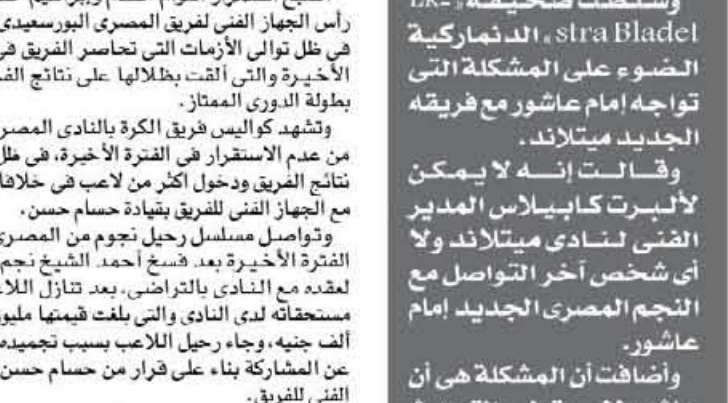 وسلطت صحيفة «EK-
stra Bladet» الدنماركية
الضوء على المشكلة التى
تواجه إمام عاشور مع فريقه
الجديد ميتلاند.
وقالت إنه لا يمكن
لألبرت كابيلاس المدير
الفنى لنادى ميتلاند ولا
أى شخص آخر التواصل مع
النجم المصرى الجديد إمام
عاشور.
وأضافت أن المشكلة هى أن
رأس الجهاز الفنى لفريق المصرى البورسعيدى
فى ظل توالى الأزمات التى تحاصر الفريق فى
الأخيرة والتى ألقت بظلالها على نتائج
بطولة الدورى الممتاز.
وتشهد كواليس فريق الكرة بالنادى المصر
من عدم الاستقرار فى الفترة الأخيرة، فى ظل
نتائج الفريق ودخول أكثر من لاعب فى خلافا
مع الجهاز الفنى للفريق بقيادة حسام حسن.
وتواصل مسلسل رحيل نجوم من المصرى
الفترة الأخيرة بعد فسخ أحمد الشيخ نجم
لعقده مع النادى بالتراضى، بعد تنازل اللا
مستحقاته لدى النادى والتى بلغت قيمتها مليو
ألف جنيه، وجاء رحيل اللاعب بسبب تجميده
عن المشاركة بناء على قرار من حسام حسن
الفنى للفريق.